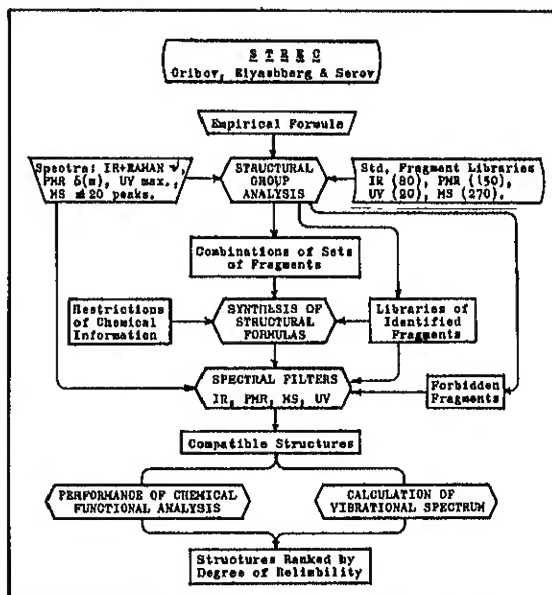 S T R E C
Gribov, Elyashberg & Serov
Empirical Formula
Spectra: IR+RAMAN √,
PMR δ(m), UV max.,
MS ≤20 peaks.
STRUCTURAL
GROUP
ANALYSIS
Std. Fragment Libraries
IR (80), PMR (150),
UV (20), MS (270).
Combinations of Sets
of Fragments
Restrictions
of Chemical
Information
SYNTHESIS OF
STRUCTURAL
FORMULAS
Libraries of
Identified
Fragments
SPECTRAL FILTERS
IR, PMR, MS, UV
Forbidden
Fragments
Compatible Structures
PERFORMANCE OF CHEMICAL
FUNCTIONAL ANALYSIS
CALCULATION OF
VIBRATIONAL SPECTRUM
Structures Ranked by
Degree of Reliability